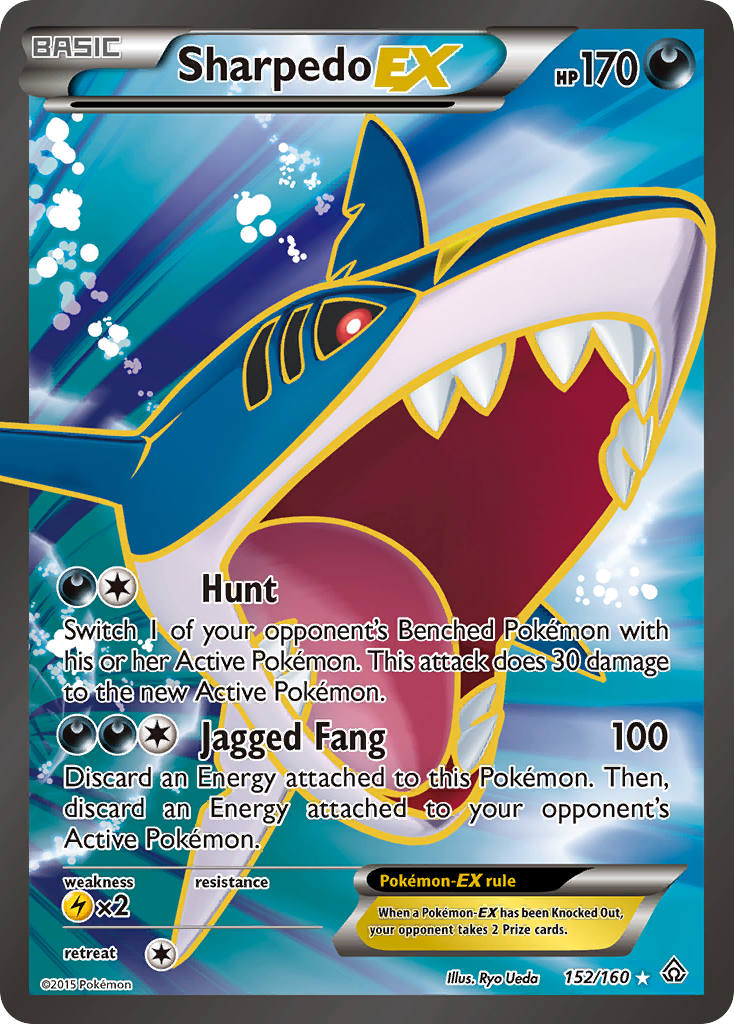 BASIC
Sharpedo EX
HP 170
Hunt
Switch 1 of your opponent's Benched Pokémon with
his or her Active Pokémon. This attack does 30 damage
to the new Active Pokémon.
Jagged Fang 100
Discard an Energy attached to this Pokémon. Then,
discard an Energy attached to your opponent's
Active Pokémon.
weakness resistance
×2
retreat
Pokémon-EX rule
When a Pokémon-EX has been Knocked Out,
your opponent takes 2 Prize cards.
©2015 Pokémon
Illus. Ryo Ueda 152/160